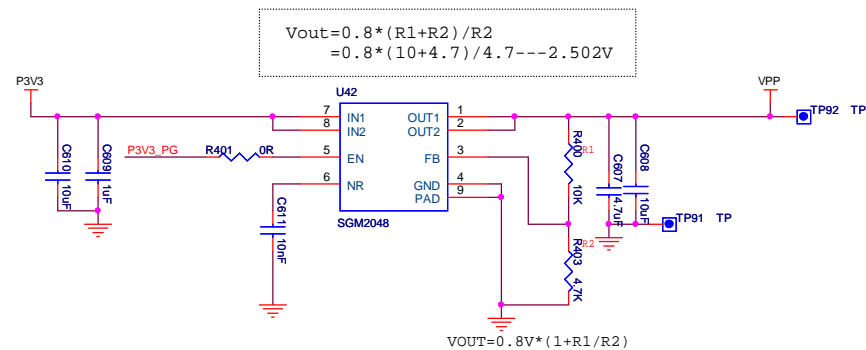 Vout=0.8*(R1+R2)/R2
=0.8*(10+4.7)/4.7---2.502V
P3V3
U42
VPP
7 IN1 OUT1 1
8 IN2 OUT2 2
TP92 TP
P3V3_PG R401 0R 5 EN FB 3
6 NR GND 4
PAD 9
SGM2048
C610 10uF
C609 1uF
C611 10nF
R400 R1 10K
C607 4.7uF
C608 10uF
TP91 TP
R403 R2 4.7K
VOUT=0.8V*(1+R1/R2)